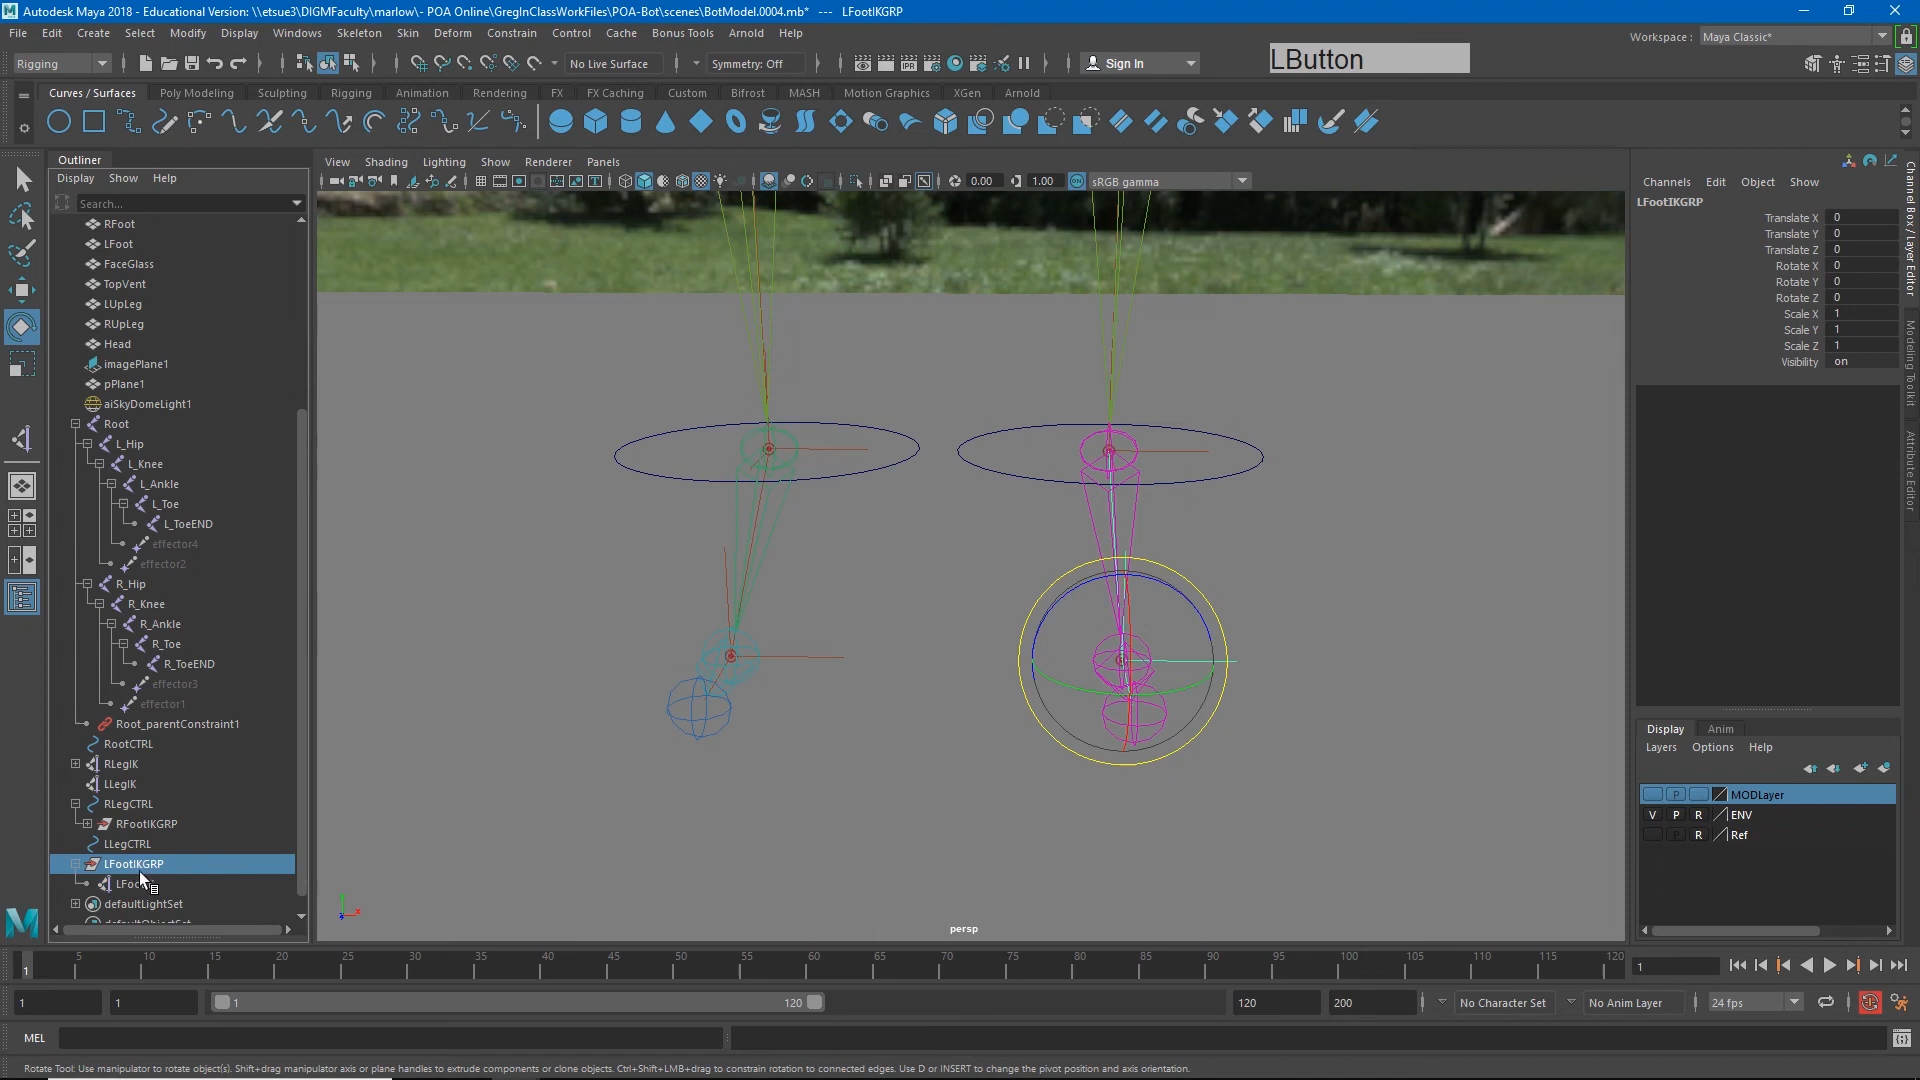 Autodesk Maya 2018 - Educational Version: \\etsue3\DIGMFaculty\marlow\- POA Online\GregInClassWorkFiles\POA-Bot\scenes\BotModel.0004.mb* --- LFootIKGRP
File Edit Create Select Modify Display Windows Skeleton Skin Deform Constrain Control Cache Bonus Tools Arnold Help
Workspace : Maya Classic*
LButton
Rigging
No Live Surface
Symmetry: Off
Sign In
Curves / Surfaces Poly Modeling Sculpting Rigging Animation Rendering FX FX Caching Custom Bifrost MASH Motion Graphics XGen Arnold
Outliner
Display Show Help
Search...
RFoot
LFoot
FaceGlass
TopVent
LUpLeg
RUpLeg
Head
imagePlane1
pPlane1
aiSkyDomeLight1
Root
L_Hip
L_Knee
L_Ankle
L_Toe
L_ToeEND
effector4
effector2
R_Hip
R_Knee
R_Ankle
R_Toe
R_ToeEND
effector3
effector1
Root_parentConstraint1
RootCTRL
RLegIK
LLegIK
RLegCTRL
RFootIKGRP
LLegCTRL
LFootIKGRP
defaultLightSet
View Shading Lighting Show Renderer Panels
0.00 1.00 sRGB gamma
persp
Channels Edit Object Show
LFootIKGRP
Translate X 0
Translate Y 0
Translate Z 0
Rotate X 0
Rotate Y 0
Rotate Z 0
Scale X 1
Scale Y 1
Scale Z 1
Visibility on
Channel Box / Layer Editor
Modeling Toolkit
Attribute Editor
Display Anim
Layers Options Help
P MODLayer
V P R ENV
P R Ref
5 10 15 20 25 30 35 40 45 50 55 60 65 70 75 80 85 90 95 100 105 110 115 120
1 1
1 1 1 120 120 200 No Character Set No Anim Layer 24 fps
MEL
Rotate Tool: Use manipulator to rotate object(s). Shift+drag manipulator axis or plane handles to extrude components or clone objects. Ctrl+Shift+LMB+drag to constrain rotation to connected edges. Use D or INSERT to change the pivot position and axis orientation.